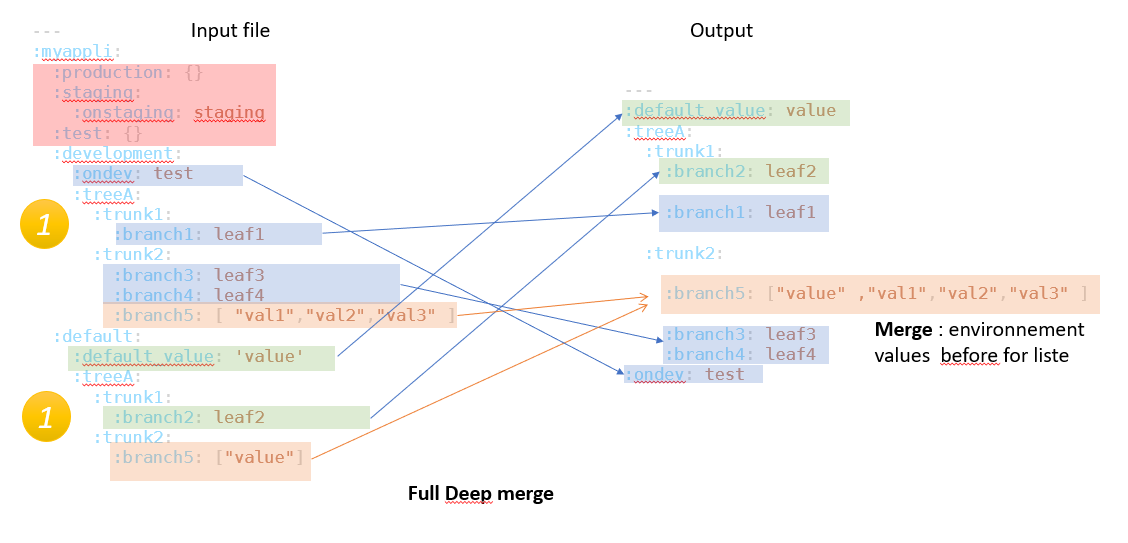 Input file
---
:myappli:
:production: {}
:staging:
:onstaging: staging
:test: {}
:development:
:ondev: test
:treeA:
:trunk1:
1
:branch1: leaf1
:trunk2:
:branch3: leaf3
:branch4: leaf4
:branch5: [ "val1","val2","val3" ]
:default:
:default_value: 'value'
:treeA:
:trunk1:
1
:branch2: leaf2
:trunk2:
:branch5: ["value"]
Output
---
:default_value: value
:treeA:
:trunk1:
:branch2: leaf2
:branch1: leaf1
:trunk2:
:branch5: ["value" ,"val1","val2","val3" ]
:branch3: leaf3
:branch4: leaf4
:ondev: test
Merge : environnement
values before for liste
Full Deep merge